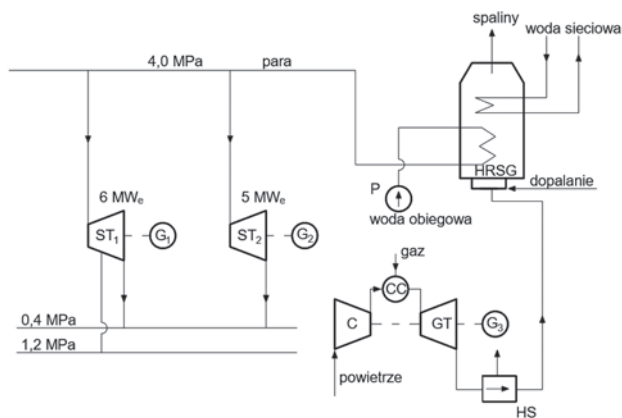 spaliny
woda sieciowa
4,0 MPa
para
HRSG
dopalanie
P
woda obiegowa
6 MWₑ
5 MWₑ
ST₁
G₁
ST₂
G₂
gaz
CC
C
GT
G₃
0,4 MPa
1,2 MPa
powietrze
HS